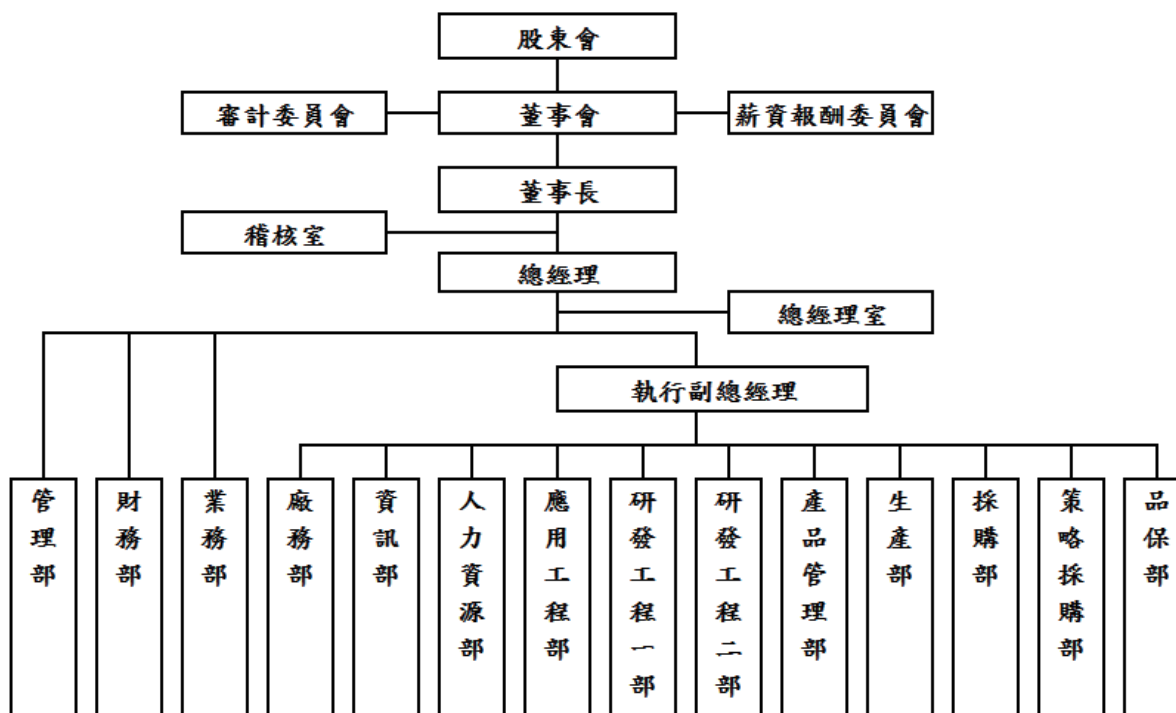 股東會
審計委員會
董事會
薪資報酬委員會
董事長
稽核室
總經理
總經理室
執行副總經理
管理部
財務部
業務部
廠務部
資訊部
人力資源部
應用工程部
研發工程一部
研發工程二部
產品管理部
生產部
採購部
策略採購部
品保部